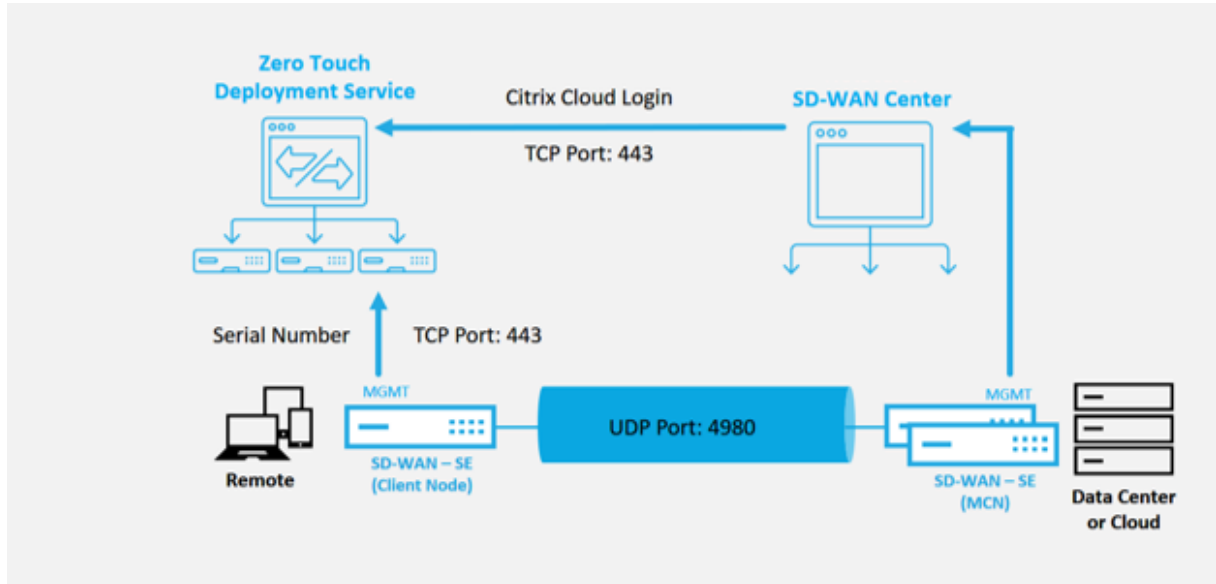 Zero Touch
Deployment Service
Citrix Cloud Login
SD-WAN Center
TCP Port: 443
Serial Number
TCP Port: 443
MGMT
MGMT
UDP Port: 4980
Remote
SD-WAN – SE
(Client Node)
SD-WAN – SE
(MCN)
Data Center
or Cloud